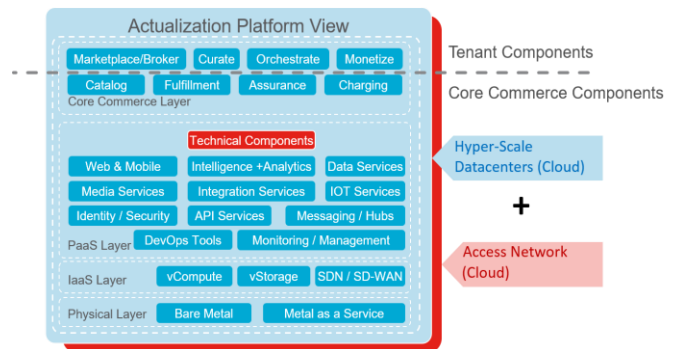 Actualization Platform View
Marketplace/Broker Curate Orchestrate Monetize
Tenant Components
Catalog Fulfillment Assurance Charging
Core Commerce Layer
Core Commerce Components
Technical Components
Web & Mobile Intelligence +Analytics Data Services
Media Services Integration Services IOT Services
Identity / Security API Services Messaging / Hubs
PaaS Layer DevOps Tools Monitoring / Management
Hyper-Scale
Datacenters (Cloud)
+
Access Network
(Cloud)
IaaS Layer vCompute vStorage SDN / SD-WAN
Physical Layer Bare Metal Metal as a Service